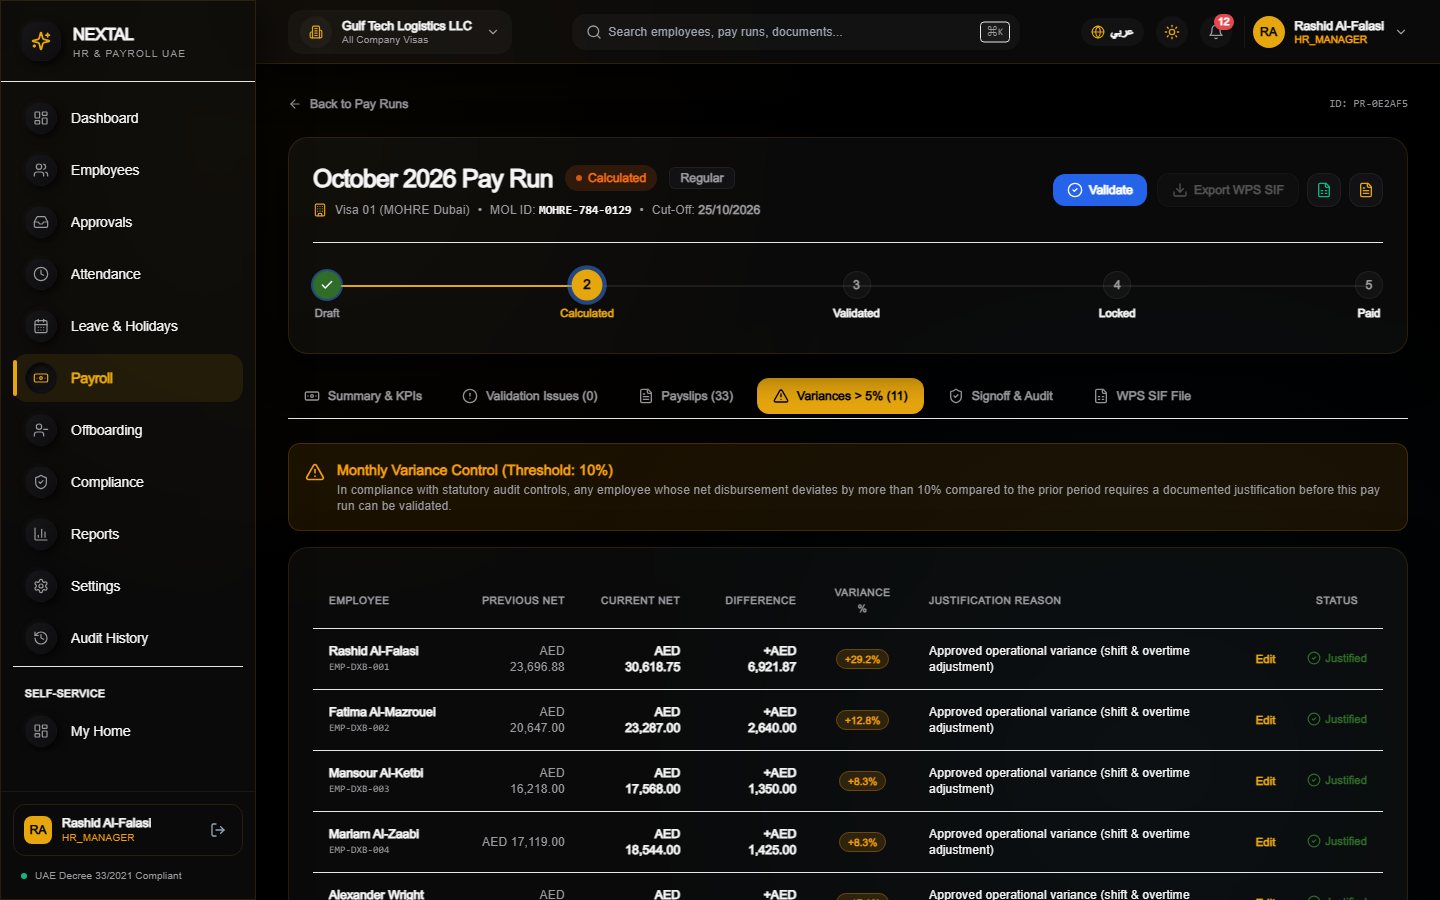 NEXTAL
HR & PAYROLL UAE
Gulf Tech Logistics LLC
All Company Visas
Search employees, pay runs, documents...
⌘K
عربي
12
RA
Rashid Al-Falasi
HR_MANAGER
Dashboard
Employees
Approvals
Attendance
Leave & Holidays
Payroll
Offboarding
Compliance
Reports
Settings
Audit History
SELF-SERVICE
My Home
RA
Rashid Al-Falasi
HR_MANAGER
UAE Decree 33/2021 Compliant
Back to Pay Runs
ID: PR-0E2AF5
October 2026 Pay Run
• Calculated
Regular
Validate
Export WPS SIF
Visa 01 (MOHRE Dubai) • MOL ID: MOHRE-784-0129 • Cut-Off: 25/10/2026
2
3
4
5
Draft
Calculated
Validated
Locked
Paid
Summary & KPIs
Validation Issues (0)
Payslips (33)
Variances > 5% (11)
Signoff & Audit
WPS SIF File
Monthly Variance Control (Threshold: 10%)
In compliance with statutory audit controls, any employee whose net disbursement deviates by more than 10% compared to the prior period requires a documented justification before this pay
run can be validated.
EMPLOYEE
PREVIOUS NET
CURRENT NET
DIFFERENCE
VARIANCE
%
JUSTIFICATION REASON
STATUS
Rashid Al-Falasi
EMP-DXB-001
AED
23,696.88
AED
30,618.75
+AED
6,921.87
+29.2%
Approved operational variance (shift & overtime
adjustment)
Edit
Justified
Fatima Al-Mazrouei
EMP-DXB-002
AED
20,647.00
AED
23,287.00
+AED
2,640.00
+12.8%
Approved operational variance (shift & overtime
adjustment)
Edit
Justified
Mansour Al-Ketbi
EMP-DXB-003
AED
16,218.00
AED
17,568.00
+AED
1,350.00
+8.3%
Approved operational variance (shift & overtime
adjustment)
Edit
Justified
Mariam Al-Zaabi
EMP-DXB-004
AED 17,119.00
AED
18,544.00
+AED
1,425.00
+8.3%
Approved operational variance (shift & overtime
adjustment)
Edit
Justified
Alexander Wright
AED
AED
+AED
Approved operational variance (shift & overtime